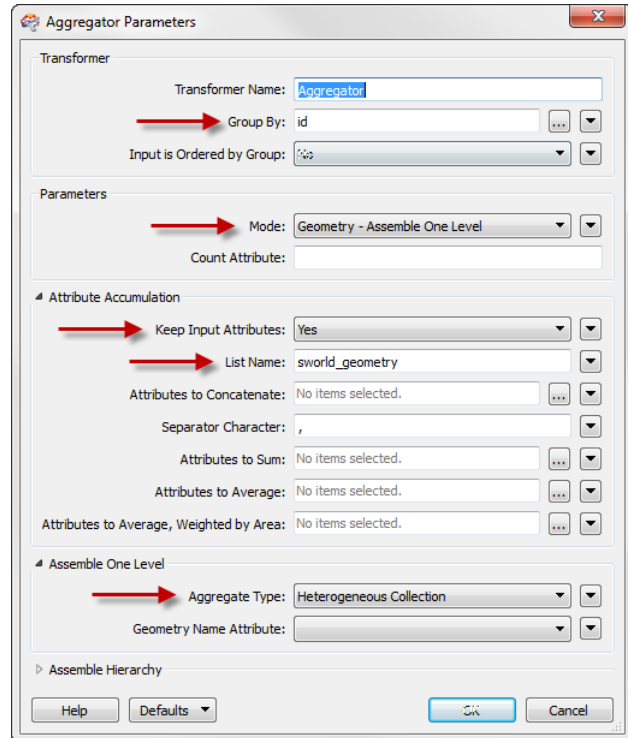 Aggregator Parameters
Transformer
Transformer Name: Aggregator
Group By: id ...
Input is Ordered by Group:
Parameters
Mode: Geometry - Assemble One Level
Count Attribute:
Attribute Accumulation
Keep Input Attributes: Yes
List Name: sworld_geometry
Attributes to Concatenate: No items selected. ...
Separator Character: ,
Attributes to Sum: No items selected. ...
Attributes to Average: No items selected. ...
Attributes to Average, Weighted by Area: No items selected. ...
Assemble One Level
Aggregate Type: Heterogeneous Collection
Geometry Name Attribute:
Assemble Hierarchy
Help Defaults OK Cancel